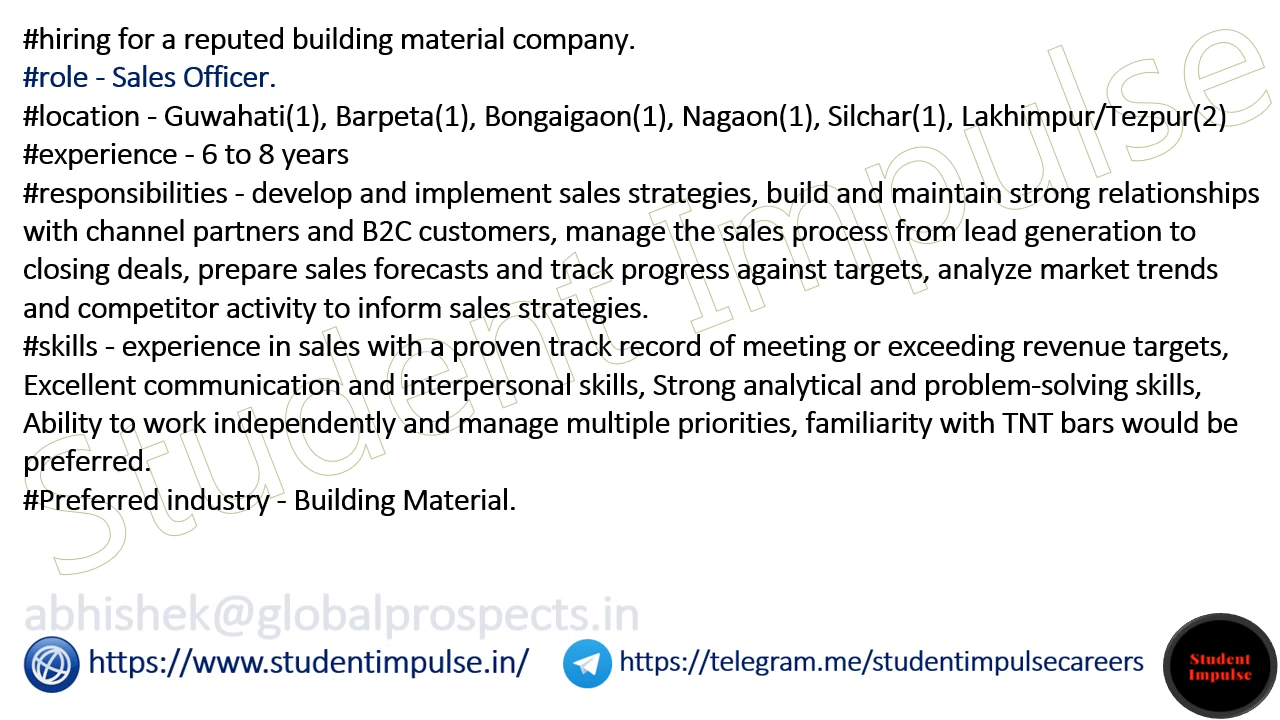 #hiring for a reputed building material company.
#role - Sales Officer.
#location - Guwahati(1), Barpeta(1), Bongaigaon(1), Nagaon(1), Silchar(1), Lakhimpur/Tezpur(2)
#experience - 6 to 8 years
#responsibilities - develop and implement sales strategies, build and maintain strong relationships
with channel partners and B2C customers, manage the sales process from lead generation to
closing deals, prepare sales forecasts and track progress against targets, analyze market trends
and competitor activity to inform sales strategies.
#skills - experience in sales with a proven track record of meeting or exceeding revenue targets,
Excellent communication and interpersonal skills, Strong analytical and problem-solving skills,
Ability to work independently and manage multiple priorities, familiarity with TNT bars would be
preferred.
#Preferred industry - Building Material.
Student Impulse
abhishek@globalprospects.in
https://www.studentimpulse.in/
https://telegram.me/studentimpulsecareers
Student
Impulse